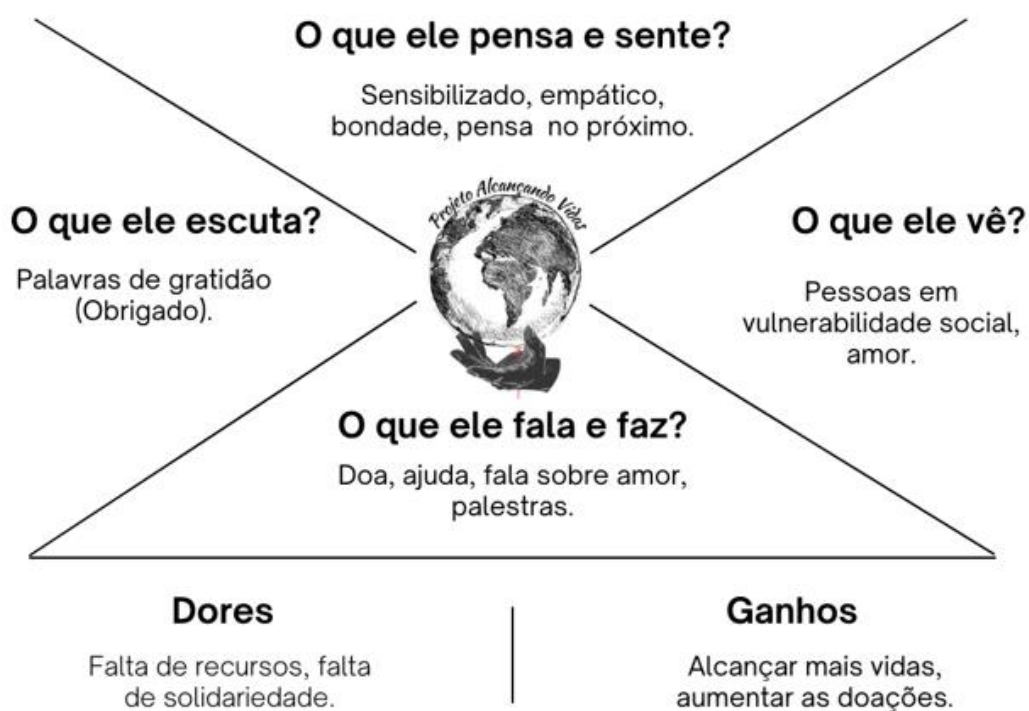 O que ele pensa e sente?
Sensibilizado, empático,
bondade, pensa no próximo.
Projeto Alcançando Vidas
O que ele escuta?
Palavras de gratidão
(Obrigado).
O que ele vê?
Pessoas em
vulnerabilidade social,
amor.
O que ele fala e faz?
Doa, ajuda, fala sobre amor,
palestras.
Dores
Falta de recursos, falta
de solidariedade.
Ganhos
Alcançar mais vidas,
aumentar as doações.